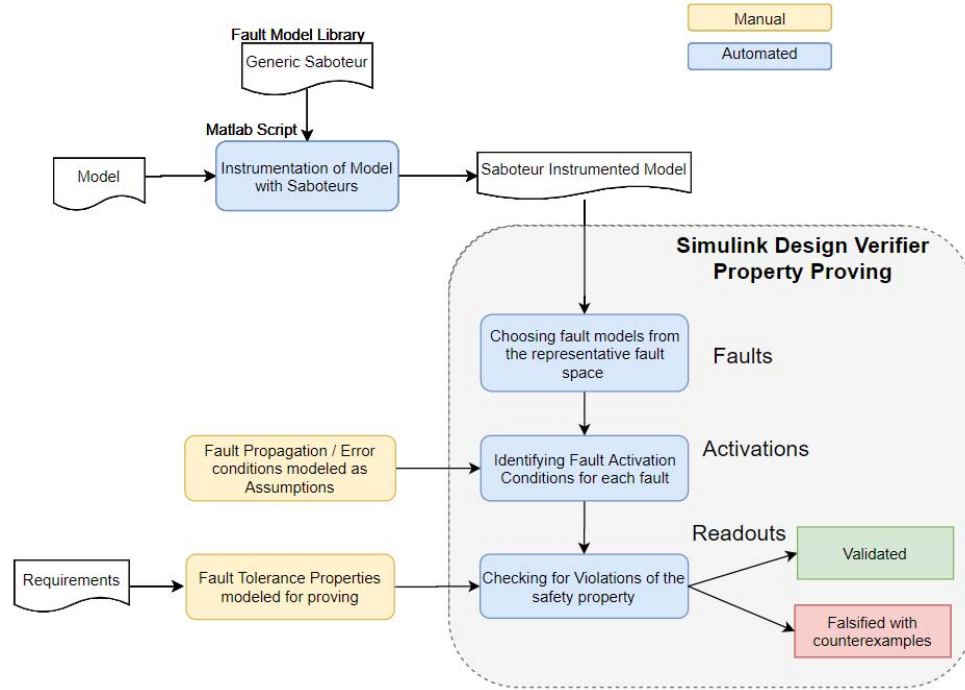 Manual
Automated
Fault Model Library
Generic Saboteur
Matlab Script
Model
Instrumentation of Model
with Saboteurs
Saboteur Instrumented Model
Simulink Design Verifier
Property Proving
Choosing fault models from
the representative fault
space
Faults
Fault Propagation / Error
conditions modeled as
Assumptions
Identifying Fault Activation
Conditions for each fault
Activations
Readouts
Requirements
Fault Tolerance Properties
modeled for proving
Checking for Violations of the
safety property
Validated
Falsified with
counterexamples